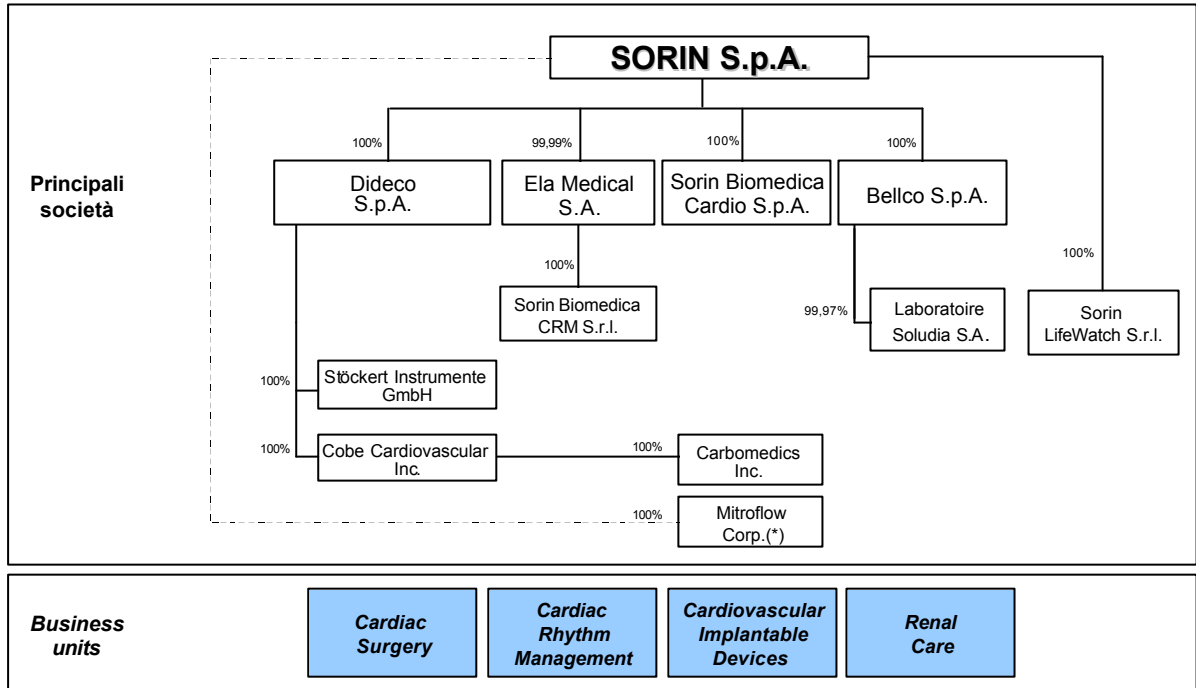 SORIN S.p.A.
100%
99,99%
100%
100%
Principali
società
Dideco
S.p.A.
Ela Medical
S.A.
Sorin Biomedica
Cardio S.p.A.
Bellco S.p.A.
100%
100%
Sorin Biomedica
CRM S.r.l.
99,97%
Laboratoire
Soludia S.A.
Sorin
LifeWatch S.r.l.
100%
Stöckert Instrumente
GmbH
100%
Cobe Cardiovascular
Inc.
100%
Carbomedics
Inc.
100%
Mitroflow
Corp.(*)
Business
units
Cardiac
Surgery
Cardiac
Rhythm
Management
Cardiovascular
Implantable
Devices
Renal
Care